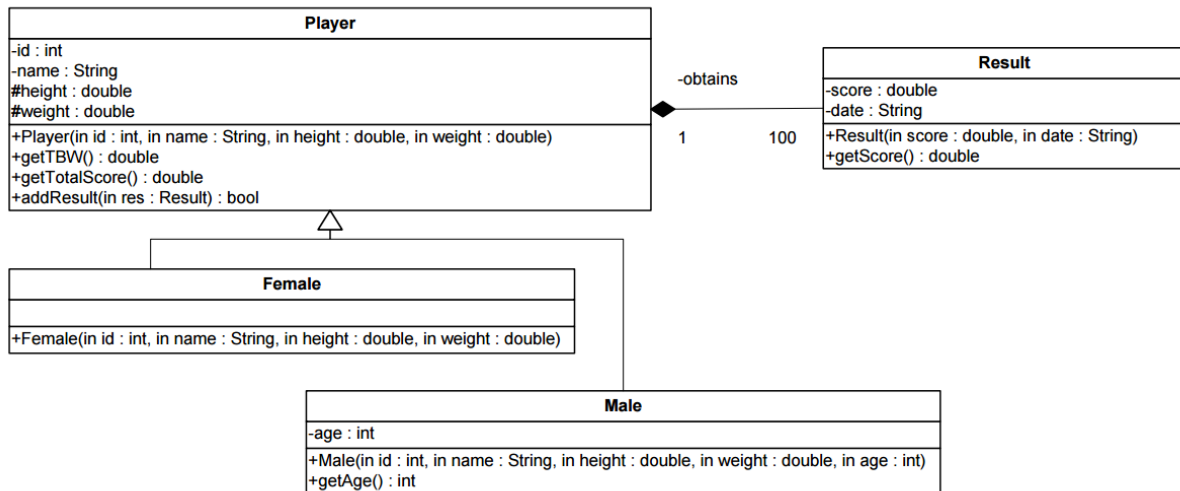 Player
-id : int
-name : String
#height : double
#weight : double
+Player(in id : int, in name : String, in height : double, in weight : double)
+getTBW() : double
+getTotalScore() : double
+addResult(in res : Result) : bool
-obtains
1
100
Result
-score : double
-date : String
+Result(in score : double, in date : String)
+getScore() : double
Female
+Female(in id : int, in name : String, in height : double, in weight : double)
Male
-age : int
+Male(in id : int, in name : String, in height : double, in weight : double, in age : int)
+getAge() : int